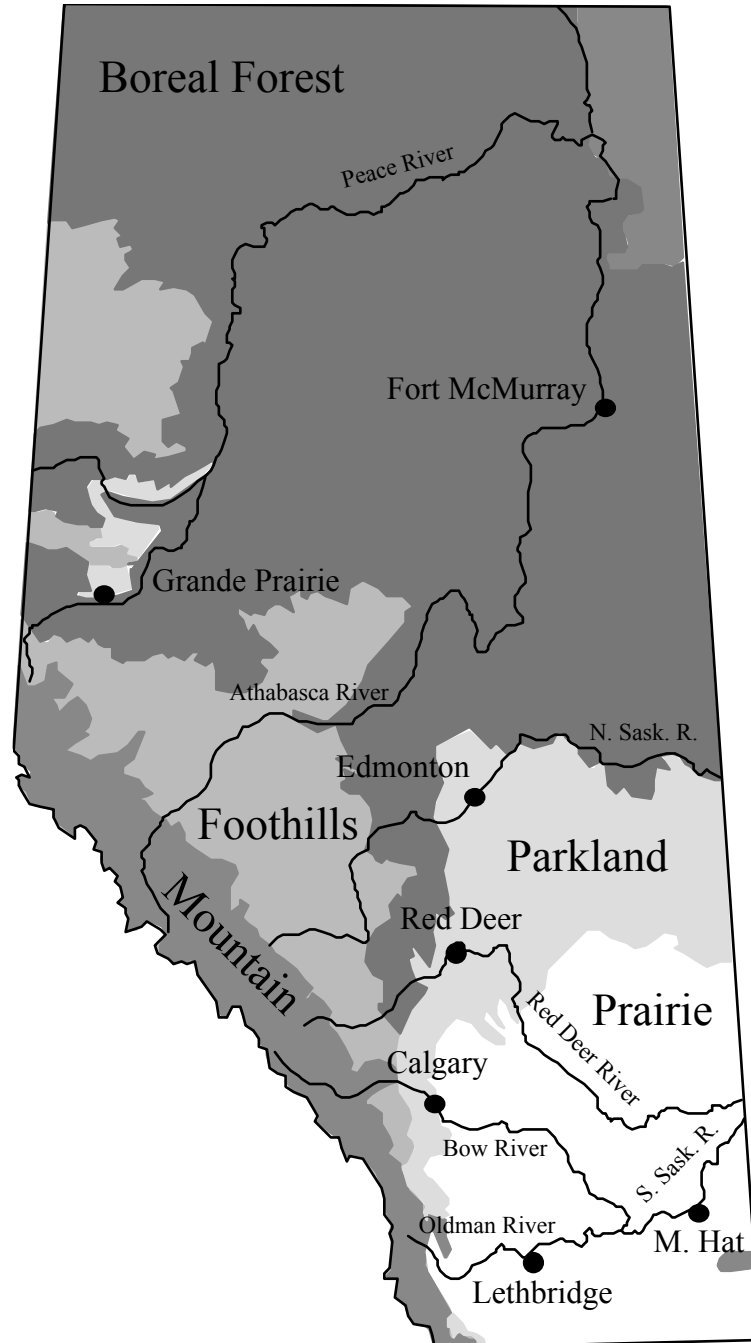 Boreal Forest
Peace River
Fort McMurray
Grande Prairie
Athabasca River
N. Sask. R.
Edmonton
Foothills
Parkland
Mountain
Red Deer
Prairie
Red Deer River
Calgary
Bow River
S. Sask. R.
Oldman River
M. Hat
Lethbridge